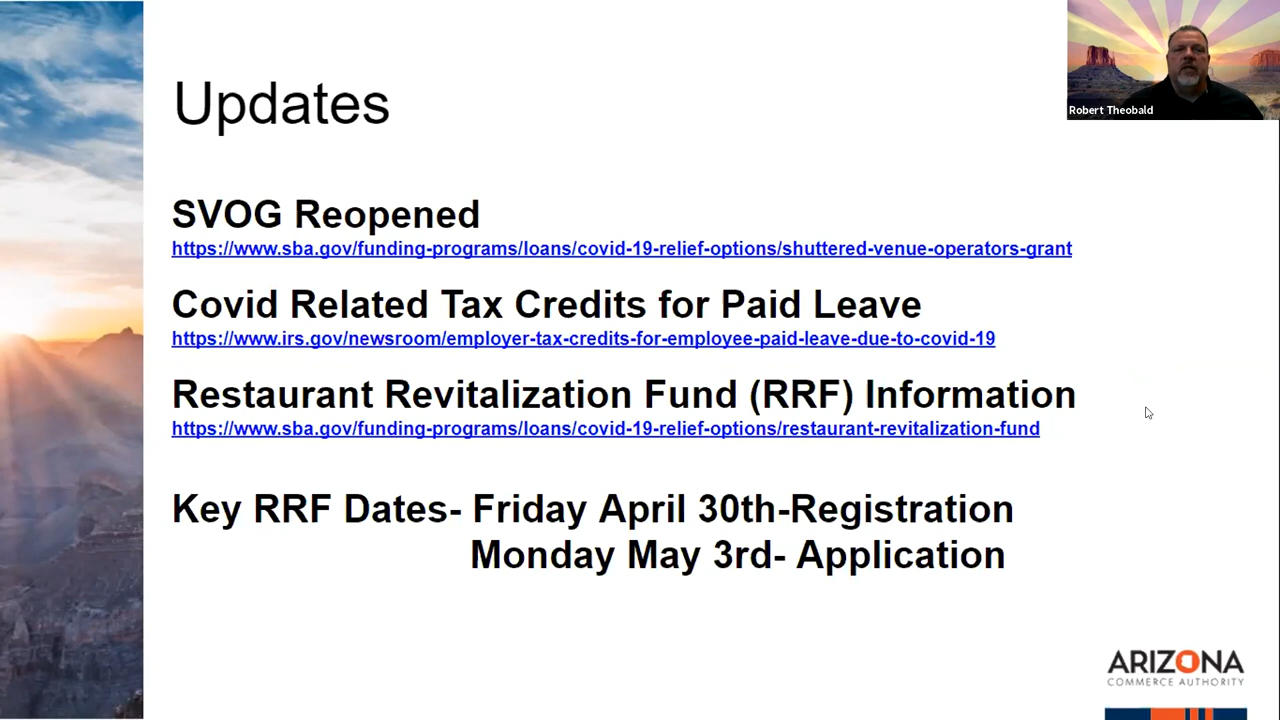 Updates
Robert Theobald
SVOG Reopened
https://www.sba.gov/funding-programs/loans/covid-19-relief-options/shuttered-venue-operators-grant
Covid Related Tax Credits for Paid Leave
https://www.irs.gov/newsroom/employer-tax-credits-for-employee-paid-leave-due-to-covid-19
Restaurant Revitalization Fund (RRF) Information
https://www.sba.gov/funding-programs/loans/covid-19-relief-options/restaurant-revitalization-fund
Key RRF Dates- Friday April 30th-Registration
Monday May 3rd- Application
ARIZONA
COMMERCE AUTHORITY